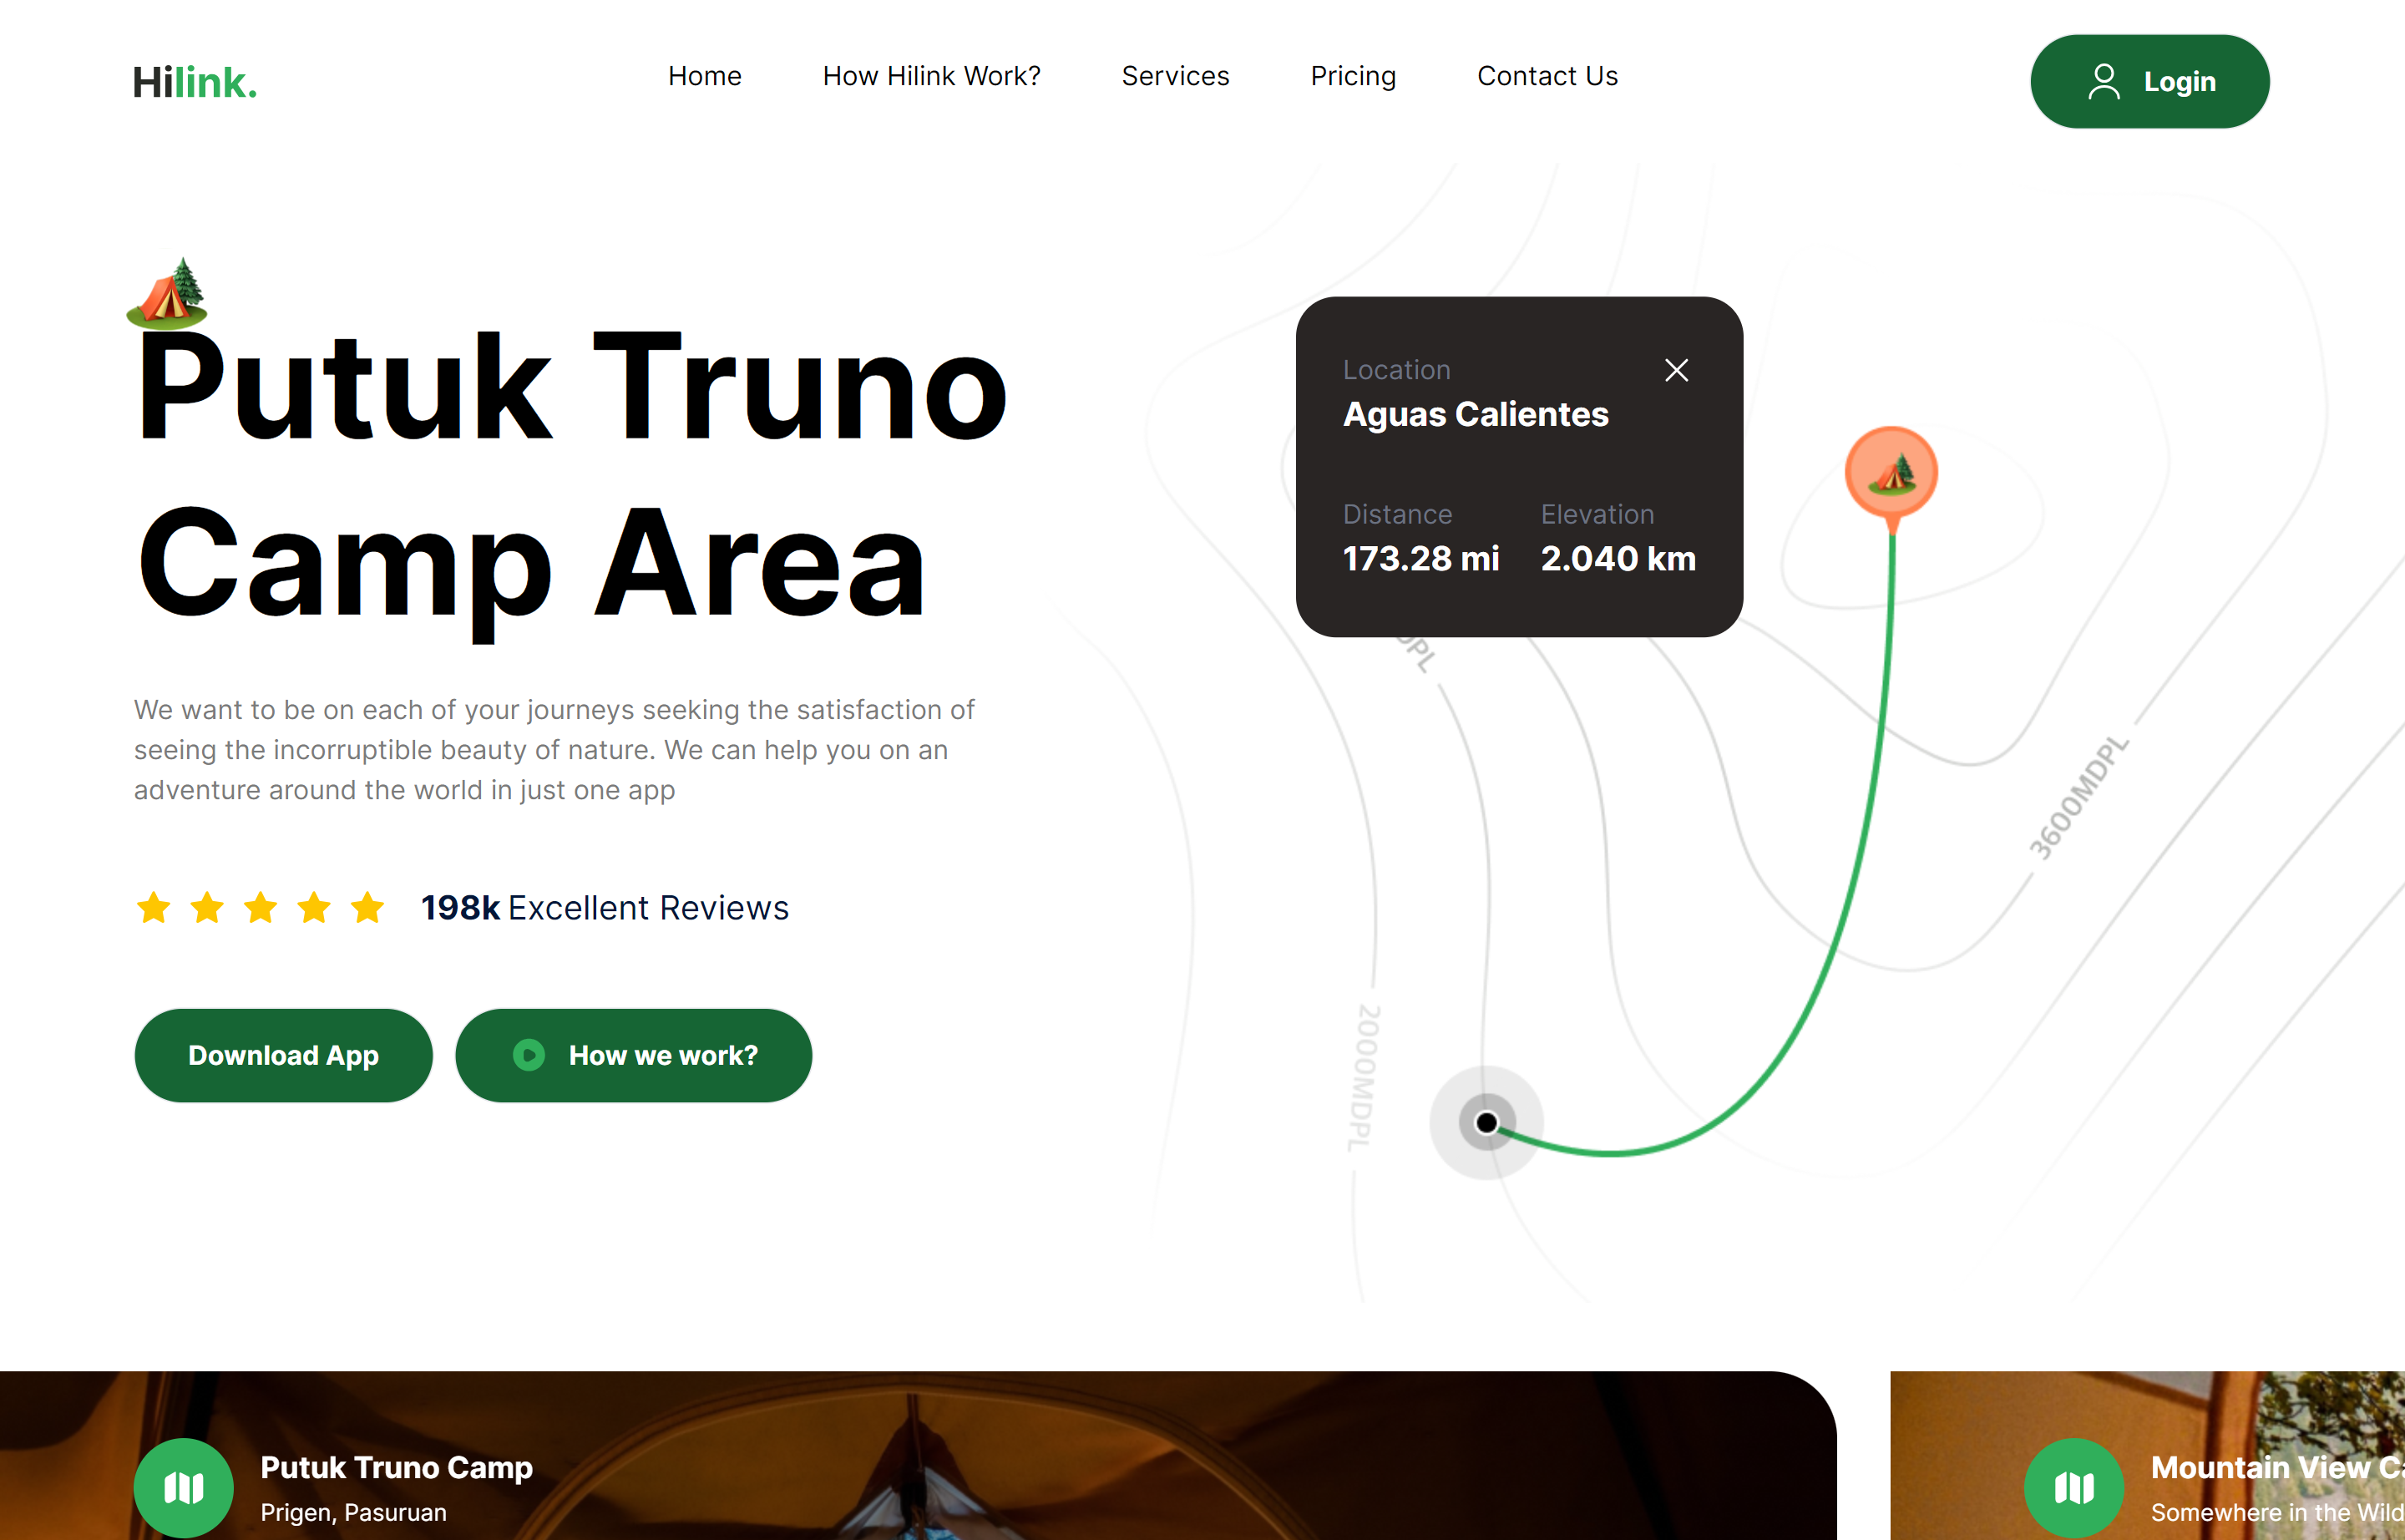 Hilink.
Home
How Hilink Work?
Services
Pricing
Contact Us
Login
Putuk Truno
Camp Area
We want to be on each of your journeys seeking the satisfaction of
seeing the incorruptible beauty of nature. We can help you on an
adventure around the world in just one app
198k Excellent Reviews
Download App
How we work?
Location
Aguas Calientes
Distance
Elevation
173.28 mi
2.040 km
3600MDPL
2000MDPL
Putuk Truno Camp
Prigen, Pasuruan
Mountain View
Somewhere in the Wild